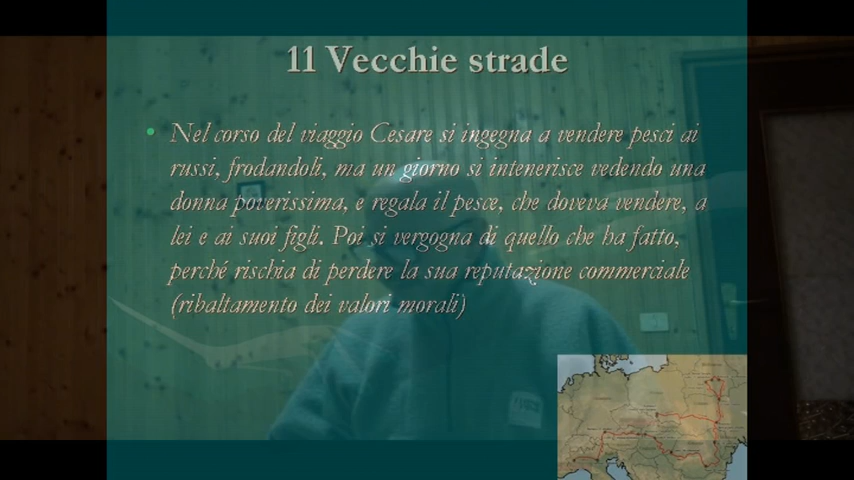 11 Vecchie strade
• Nel corso del viaggio Cesare si ingegna a vendere pesci ai
russi, frodandoli, ma un giorno si intenerisce vedendo una
donna poverissima, e regala il pesce, che doveva vendere, a
lei e ai suoi figli. Poi si vergogna di quello che ha fatto,
perché rischia di perdere la sua reputazione commerciale
(ribaltamento dei valori morali)